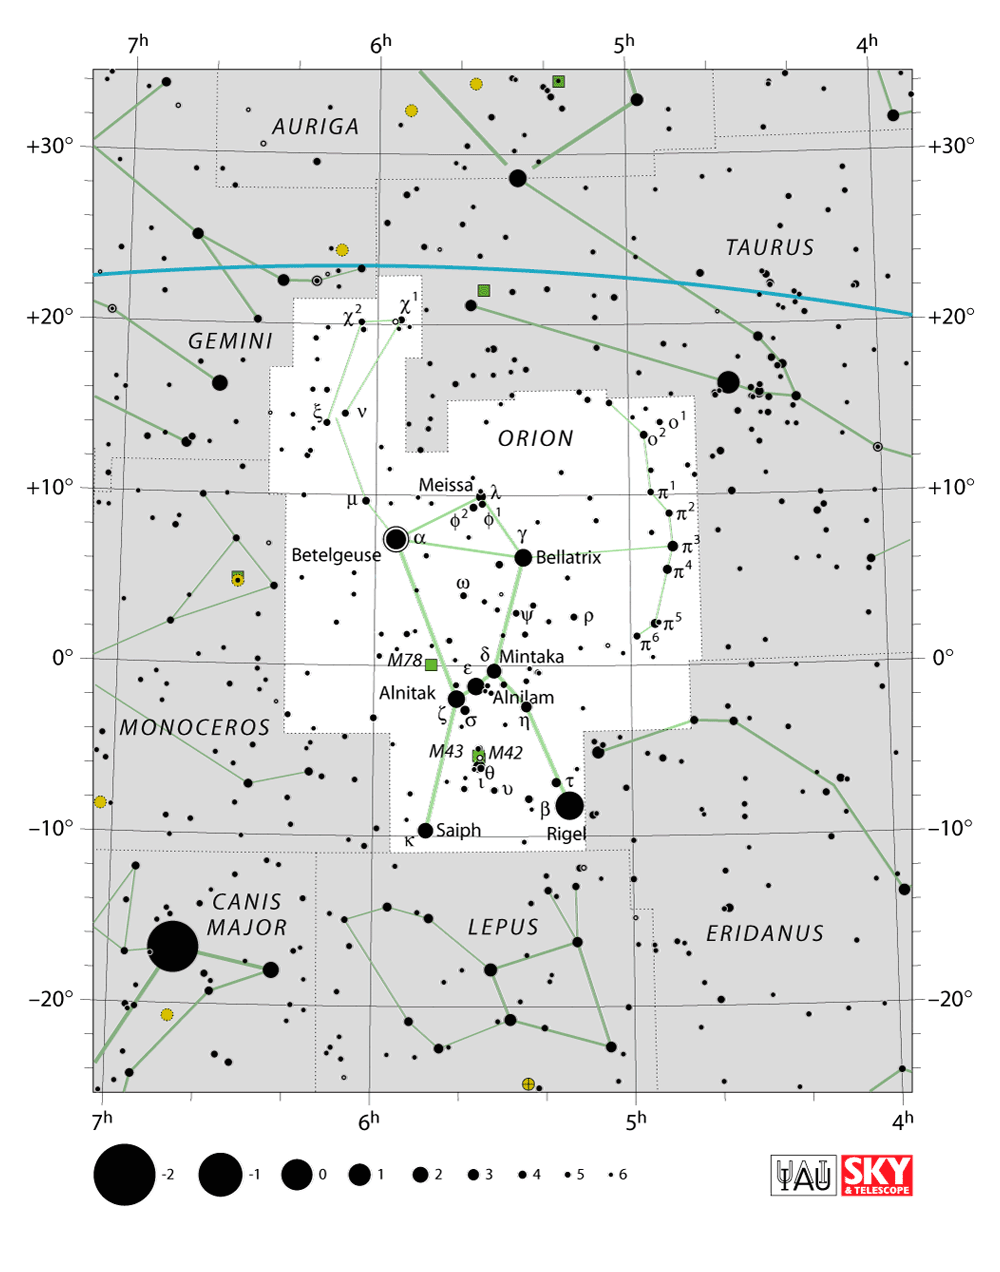 7h 6h 5h 4h
AURIGA
+30° +30°
TAURUS
+20° +20°
χ2 χ1
GEMINI
ξ ν
ο2 ο1
ORION
+10° +10°
Meissa λ
μ π1
ϕ2 ϕ1 π2
α γ
Betelgeuse Bellatrix π3
π4
ω
ψ ρ π5
π6
0° 0°
M78 δ Mintaka
ε
Alnitak Alnilam
ζ σ η
MONOCEROS
M43 M42
θ
ι υ τ
β
−10° −10°
κ Saiph Rigel
CANIS
MAJOR
LEPUS
ERIDANUS
−20° −20°
7h 6h 5h 4h
-2 -1 0 1 2 3 4 5 6
IAU
SKY
& TELESCOPE